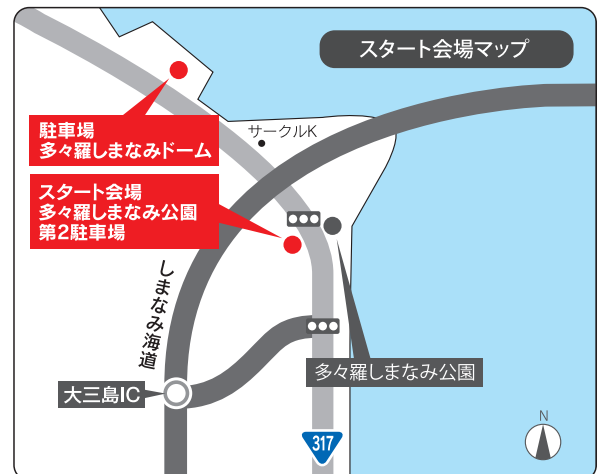 スタート会場マップ
駐車場
多々羅しまなみドーム
サークルK
スタート会場
多々羅しまなみ公園
第2駐車場
しまなみ海道
多々羅しまなみ公園
大三島IC
317
N